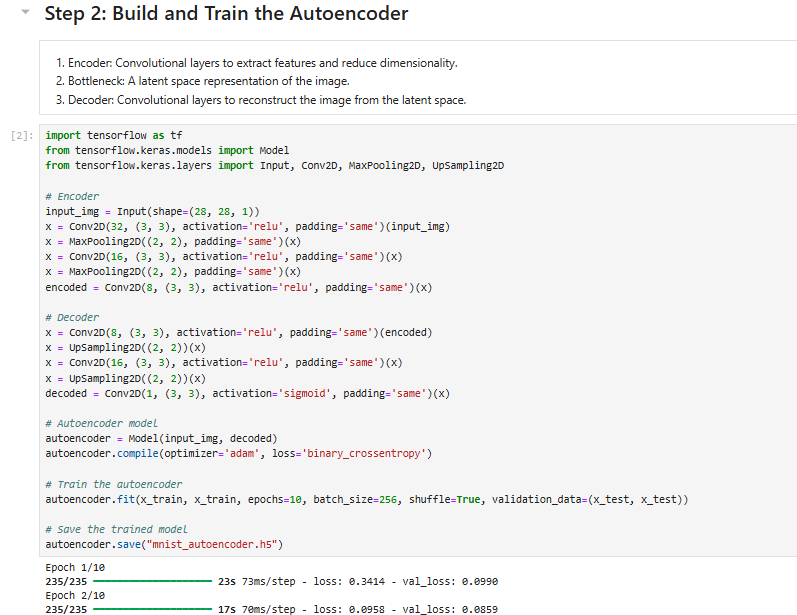 Step 2: Build and Train the Autoencoder
1. Encoder: Convolutional layers to extract features and reduce dimensionality.
2. Bottleneck: A latent space representation of the image.
3. Decoder: Convolutional layers to reconstruct the image from the latent space.
[2]:
import tensorflow as tf
from tensorflow.keras.models import Model
from tensorflow.keras.layers import Input, Conv2D, MaxPooling2D, UpSampling2D
# Encoder
input_img = Input(shape=(28, 28, 1))
x = Conv2D(32, (3, 3), activation='relu', padding='same')(input_img)
x = MaxPooling2D((2, 2), padding='same')(x)
x = Conv2D(16, (3, 3), activation='relu', padding='same')(x)
x = MaxPooling2D((2, 2), padding='same')(x)
encoded = Conv2D(8, (3, 3), activation='relu', padding='same')(x)
# Decoder
x = Conv2D(8, (3, 3), activation='relu', padding='same')(encoded)
x = UpSampling2D((2, 2))(x)
x = Conv2D(16, (3, 3), activation='relu', padding='same')(x)
x = UpSampling2D((2, 2))(x)
decoded = Conv2D(1, (3, 3), activation='sigmoid', padding='same')(x)
# Autoencoder model
autoencoder = Model(input_img, decoded)
autoencoder.compile(optimizer='adam', loss='binary_crossentropy')
# Train the autoencoder
autoencoder.fit(x_train, x_train, epochs=10, batch_size=256, shuffle=True, validation_data=(x_test, x_test))
# Save the trained model
autoencoder.save("mnist_autoencoder.h5")
Epoch 1/10
235/235 23s 73ms/step - loss: 0.3414 - val_loss: 0.0990
Epoch 2/10
235/235 17s 70ms/step - loss: 0.0958 - val_loss: 0.0859